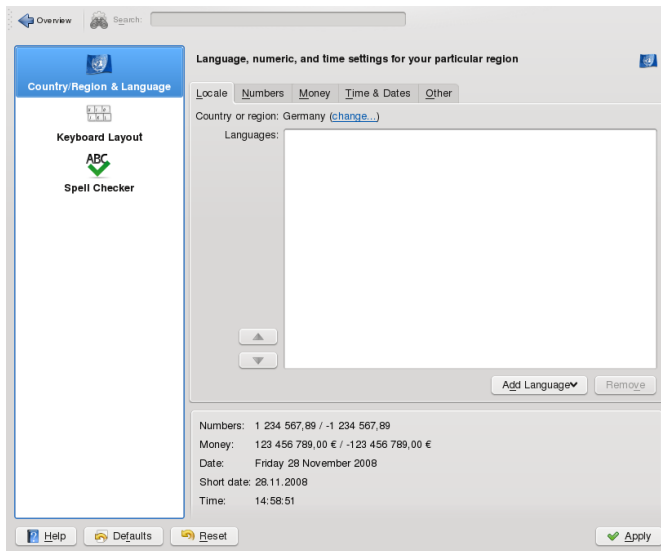 Overview Search:
Language, numeric, and time settings for your particular region
Country/Region & Language
Keyboard Layout
ABC
Spell Checker
Locale Numbers Money Time & Dates Other
Country or region: Germany (change...)
Languages:
Add Language Remove
Numbers: 1 234 567,89 / -1 234 567,89
Money: 123 456 789,00 € / -123 456 789,00 €
Date: Friday 28 November 2008
Short date: 28.11.2008
Time: 14:58:51
Help Defaults Reset Apply